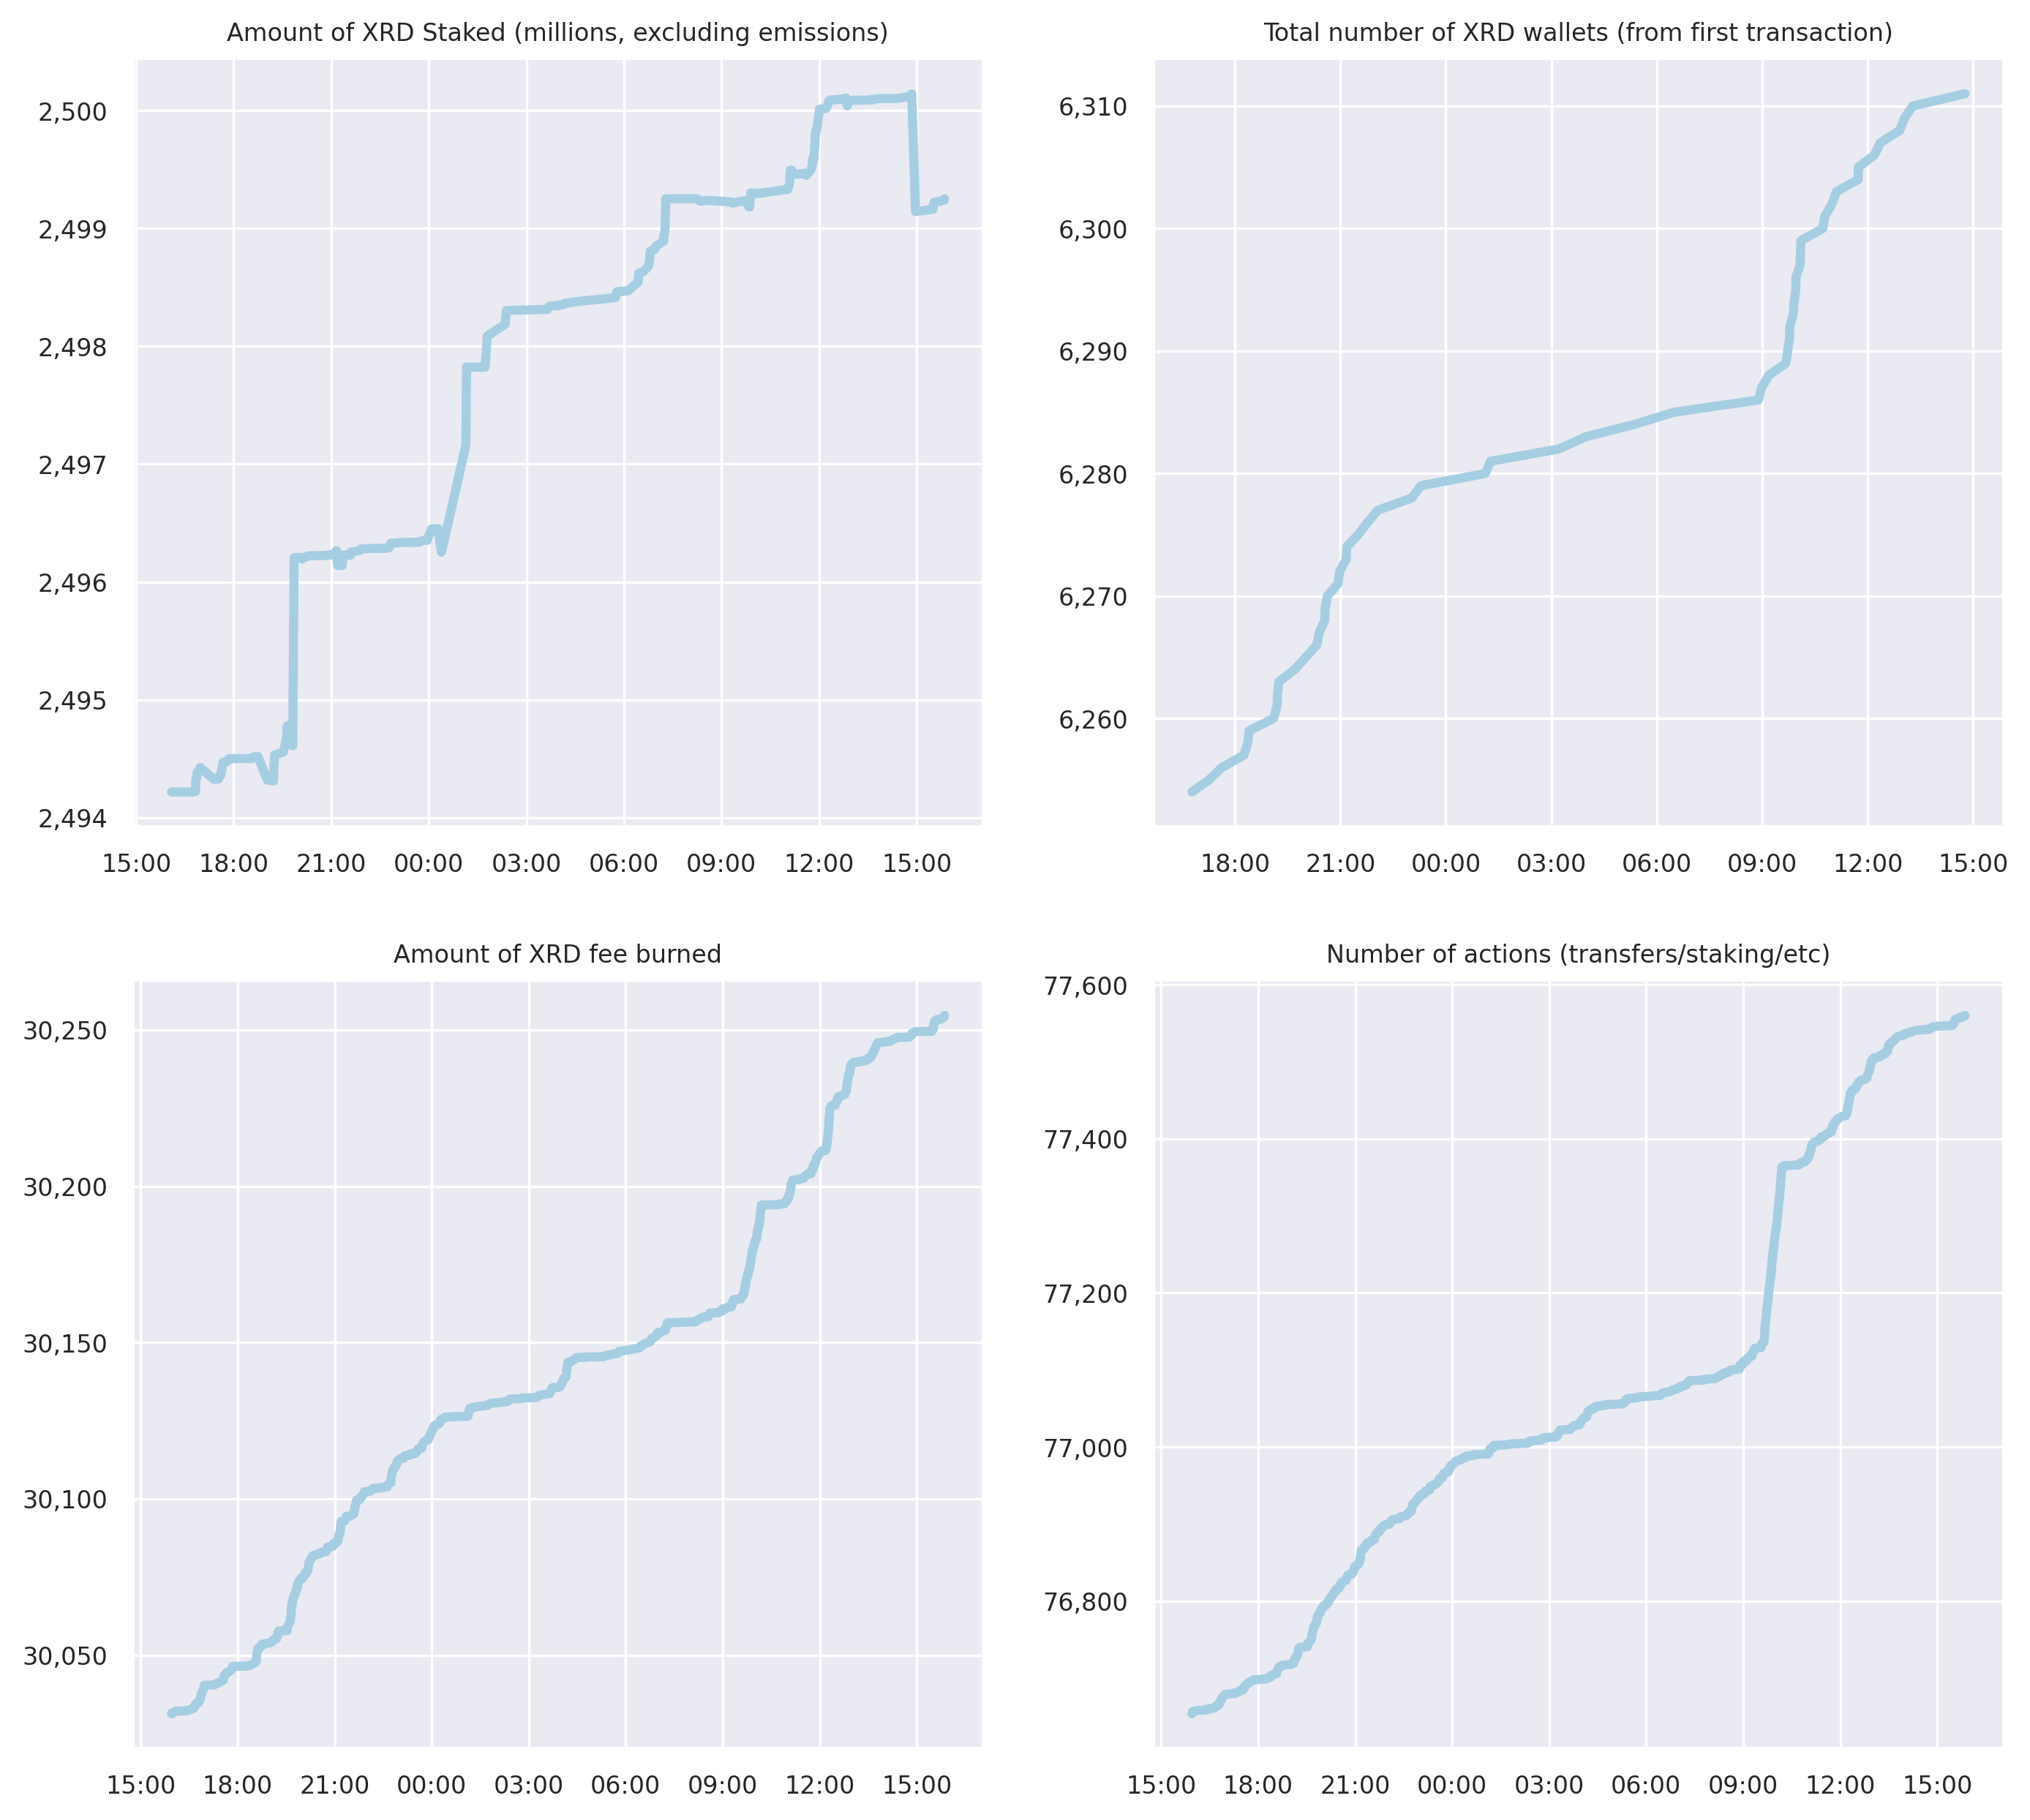 Amount of XRD Staked (millions, excluding emissions)
2,500
2,499
2,498
2,497
2,496
2,495
2,494
15:00 18:00 21:00 00:00 03:00 06:00 09:00 12:00 15:00
Total number of XRD wallets (from first transaction)
6,310
6,300
6,290
6,280
6,270
6,260
18:00 21:00 00:00 03:00 06:00 09:00 12:00 15:00
Amount of XRD fee burned
30,250
30,200
30,150
30,100
30,050
15:00 18:00 21:00 00:00 03:00 06:00 09:00 12:00 15:00
Number of actions (transfers/staking/etc)
77,600
77,400
77,200
77,000
76,800
15:00 18:00 21:00 00:00 03:00 06:00 09:00 12:00 15:00